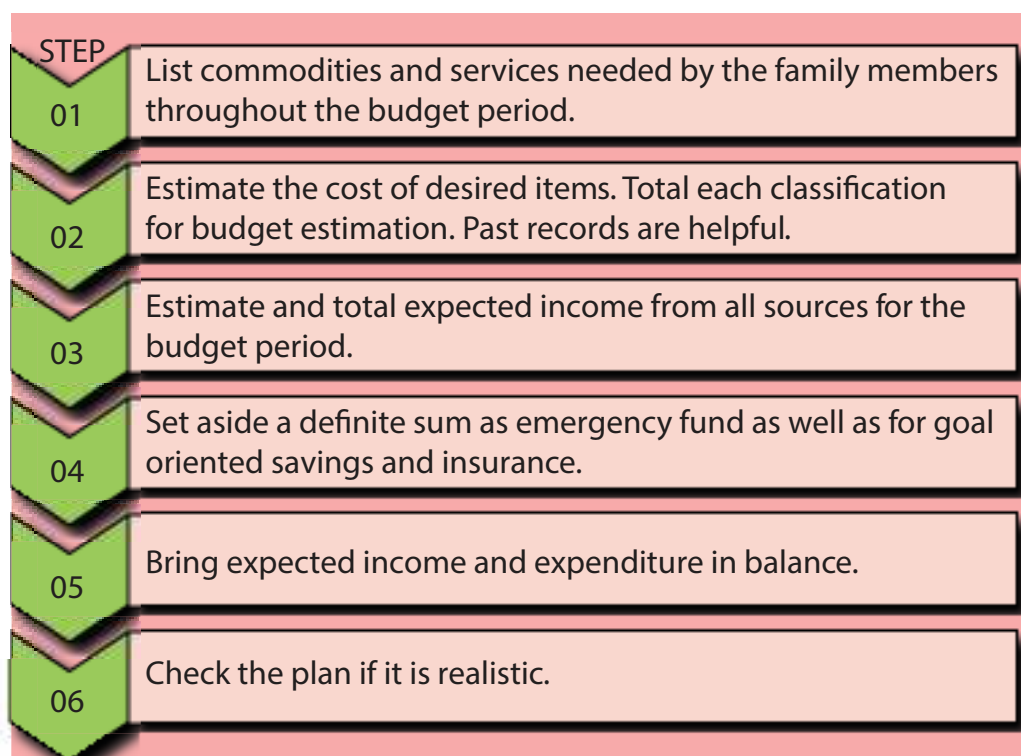 STEP
01
List commodities and services needed by the family members
throughout the budget period.
02
Estimate the cost of desired items. Total each classification
for budget estimation. Past records are helpful.
03
Estimate and total expected income from all sources for the
budget period.
04
Set aside a definite sum as emergency fund as well as for goal
oriented savings and insurance.
05
Bring expected income and expenditure in balance.
06
Check the plan if it is realistic.